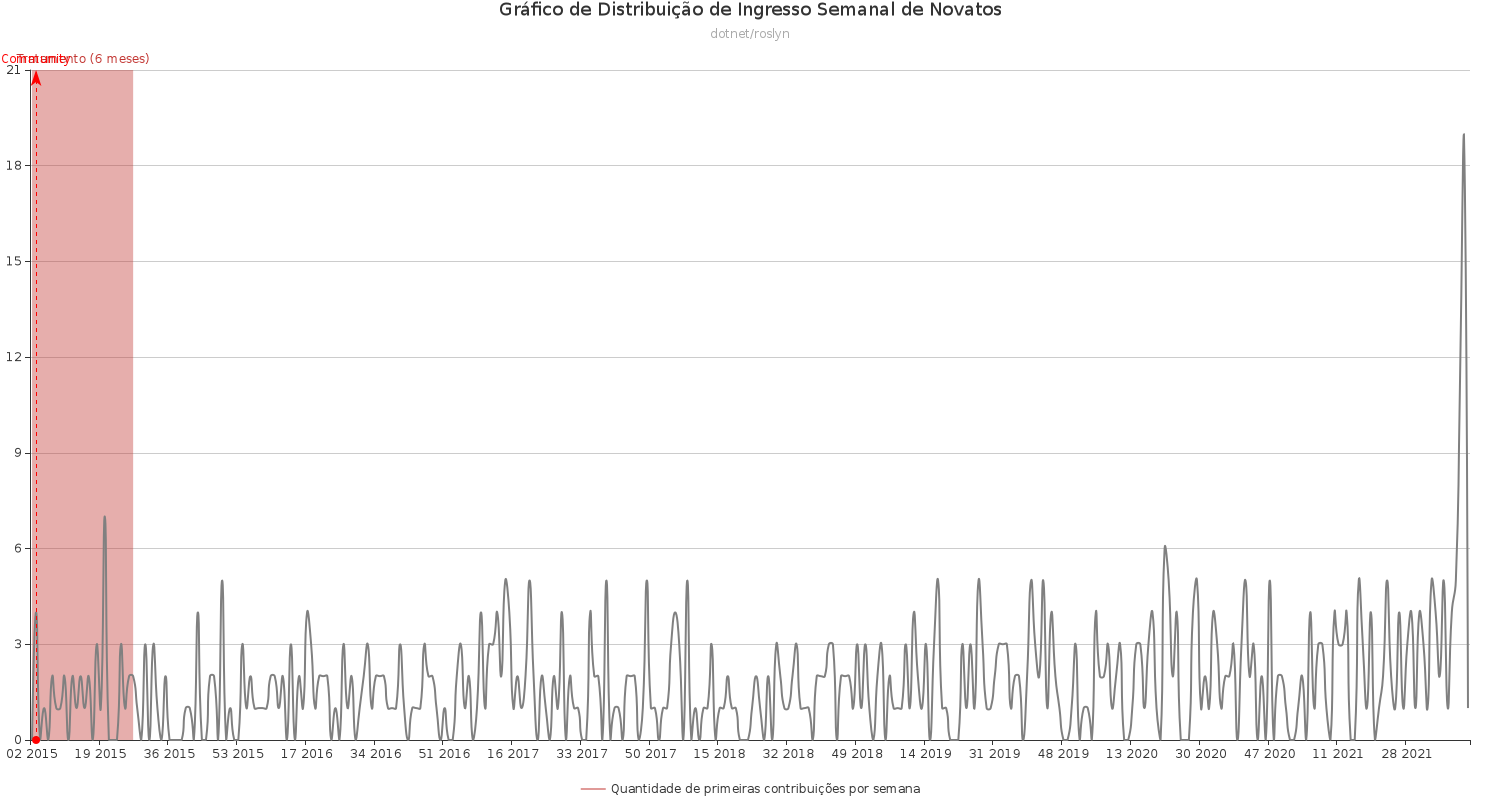 Gráfico de Distribuição de Ingresso Semanal de Novatos
dotnet/roslyn
Community
Tratamento (6 meses)
21
18
15
12
9
6
3
0
02 2015 19 2015 36 2015 53 2015 17 2016 34 2016 51 2016 16 2017 33 2017 50 2017 15 2018 32 2018 49 2018 14 2019 31 2019 48 2019 13 2020 30 2020 47 2020 11 2021 28 2021
Quantidade de primeiras contribuições por semana